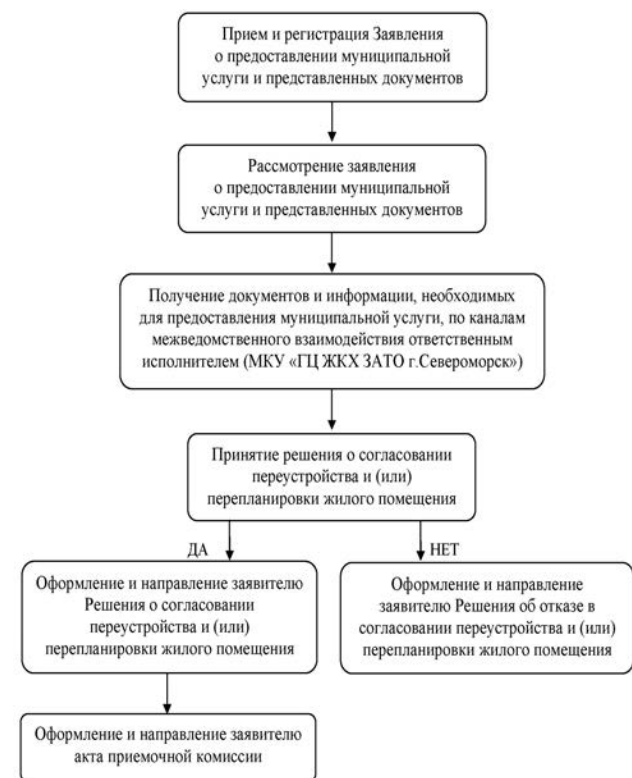 Прием и регистрация Заявления
о предоставлении муниципальной
услуги и представленных документов
Рассмотрение заявления
о предоставлении муниципальной
услуги и представленных документов
Получение документов и информации, необходимых
для предоставления муниципальной услуги, по каналам
межведомственного взаимодействия ответственным
исполнителем (МКУ «ГЦ ЖКХ ЗАТО г.Североморск»)
Принятие решения о согласовании
переустройства и (или)
перепланировки жилого помещения
ДА
НЕТ
Оформление и направление заявителю
Решения о согласовании
переустройства и (или)
перепланировки жилого помещения
Оформление и направление
заявителю Решения об отказе в
согласовании переустройства и (или)
перепланировки жилого помещения
Оформление и направление заявителю
акта приемочной комиссии